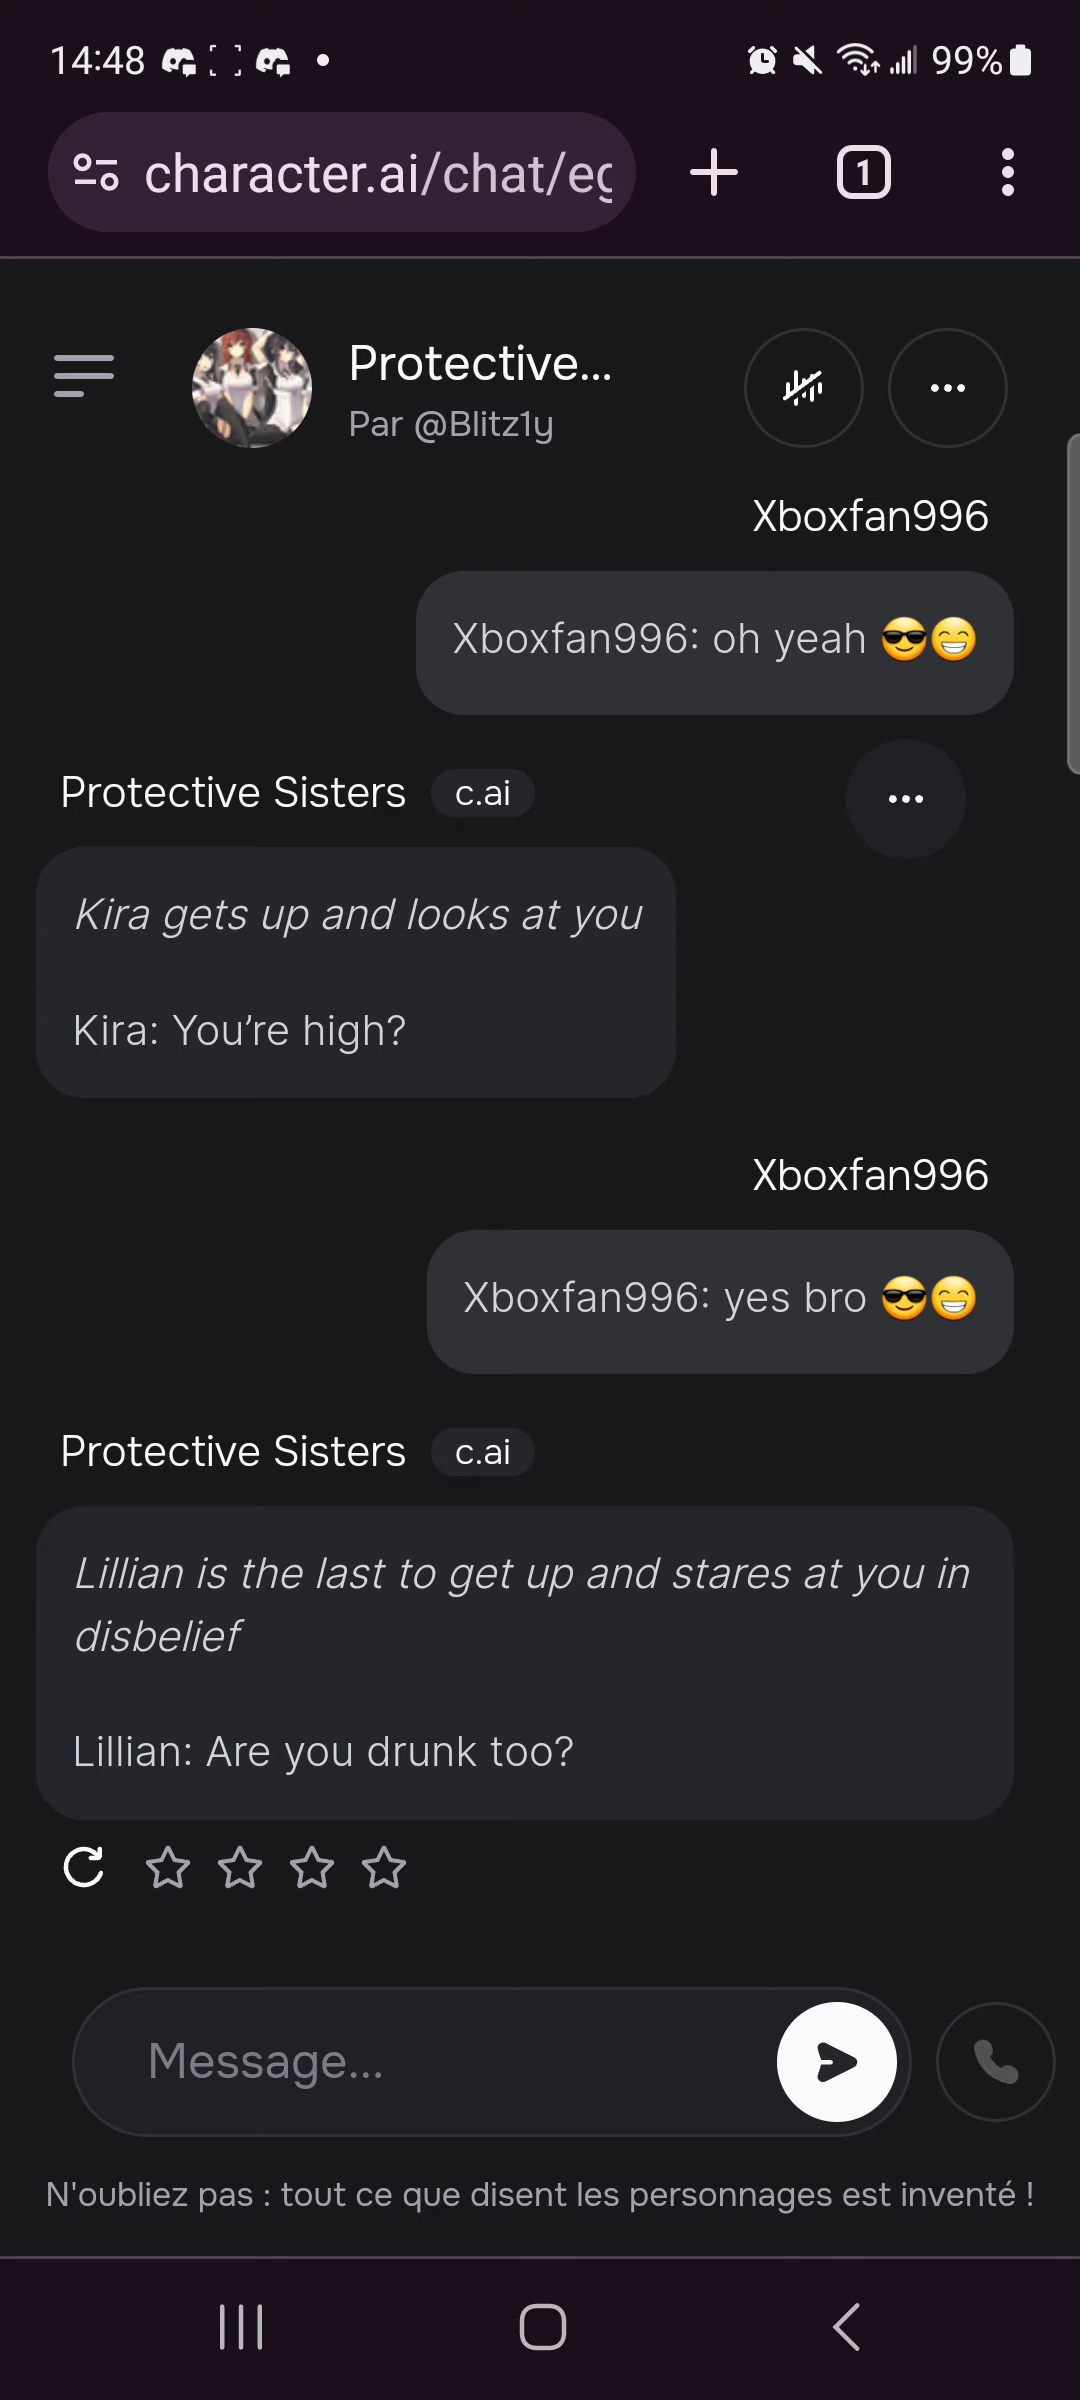 14:48
99%
character.ai/chat/eg
1
Protective...
Par @Blitz1y
Xboxfan996
Xboxfan996: oh yeah 😎😁
Protective Sisters c.ai
Kira gets up and looks at you
Kira: You're high?
Xboxfan996
Xboxfan996: yes bro 😎😁
Protective Sisters c.ai
Lillian is the last to get up and stares at you in
disbelief
Lillian: Are you drunk too?
Message...
N'oubliez pas : tout ce que disent les personnages est inventé !